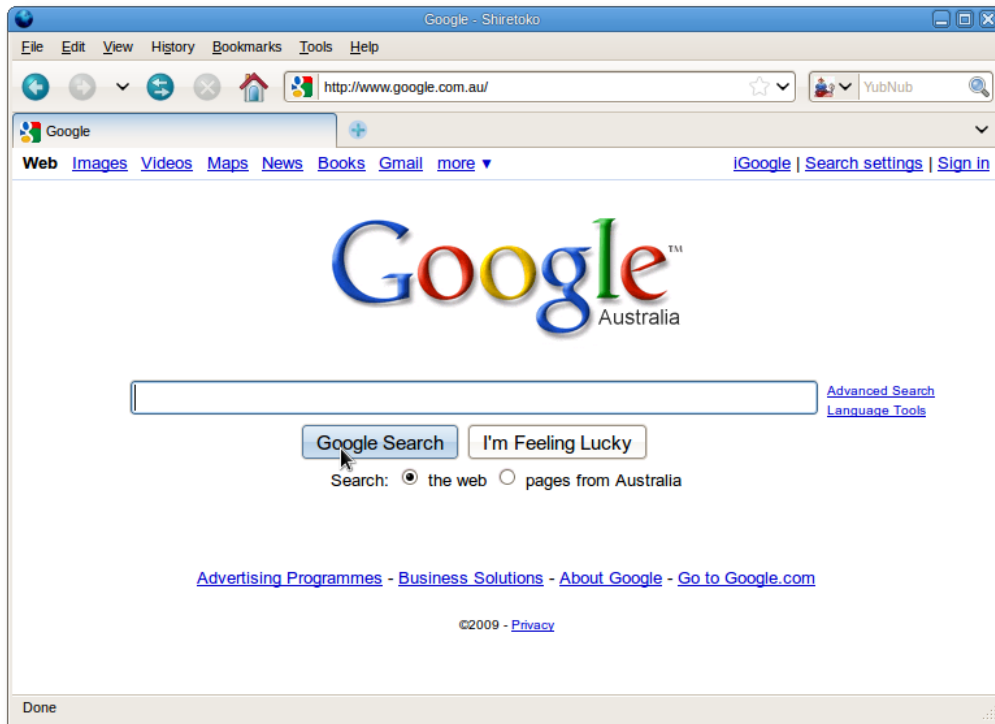 Google - Shiretoko
File Edit View History Bookmarks Tools Help
http://www.google.com.au/ YubNub
Google
Web Images Videos Maps News Books Gmail more ▼ iGoogle | Search settings | Sign in
Google™
Australia
Advanced Search
Language Tools
Google Search I'm Feeling Lucky
Search: the web pages from Australia
Advertising Programmes - Business Solutions - About Google - Go to Google.com
©2009 - Privacy
Done